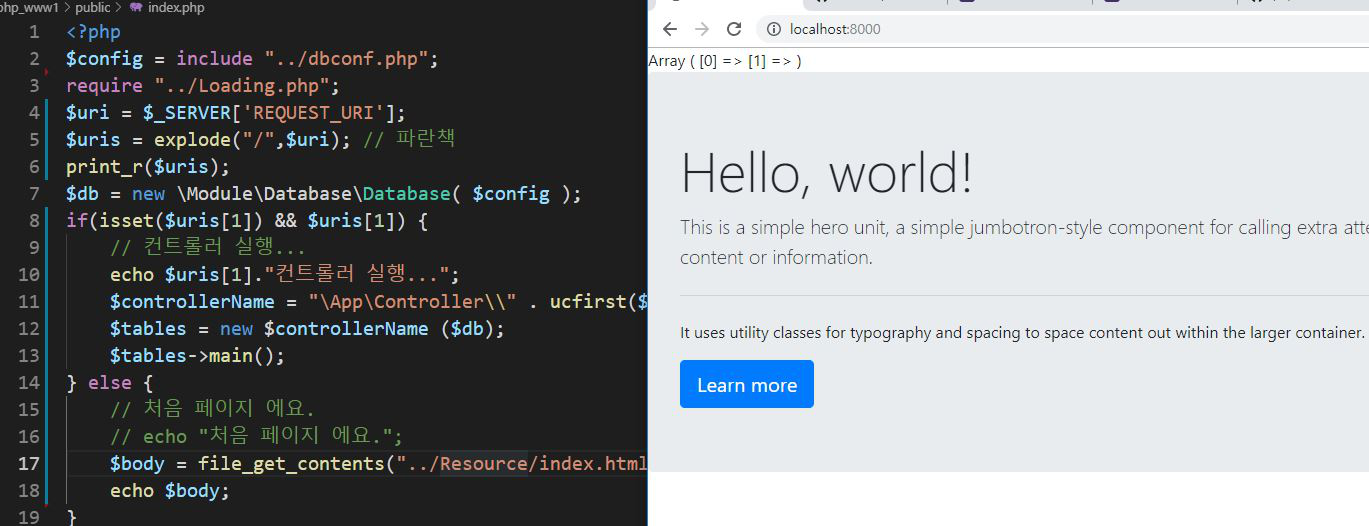 php_www1 > public > index.php
1 <?php
2 $config = include "../dbconf.php";
3 require "../Loading.php";
4 $uri = $_SERVER['REQUEST_URI'];
5 $uris = explode("/",$uri); // 파란책
6 print_r($uris);
7 $db = new \Module\Database\Database( $config );
8 if(isset($uris[1]) && $uris[1]) {
9 // 컨트롤러 실행...
10 echo $uris[1]."컨트롤러 실행...";
11 $controllerName = "\App\Controller\\" . ucfirst($
12 $tables = new $controllerName ($db);
13 $tables->main();
14 } else {
15 // 처음 페이지 에요.
16 // echo "처음 페이지 에요.";
17 $body = file_get_contents("../Resource/index.html
18 echo $body;
19 }
localhost:8000
Array ( [0] => [1] => )
Hello, world!
This is a simple hero unit, a simple jumbotron-style component for calling extra
content or information.
It uses utility classes for typography and spacing to space content out within the larger container.
Learn more